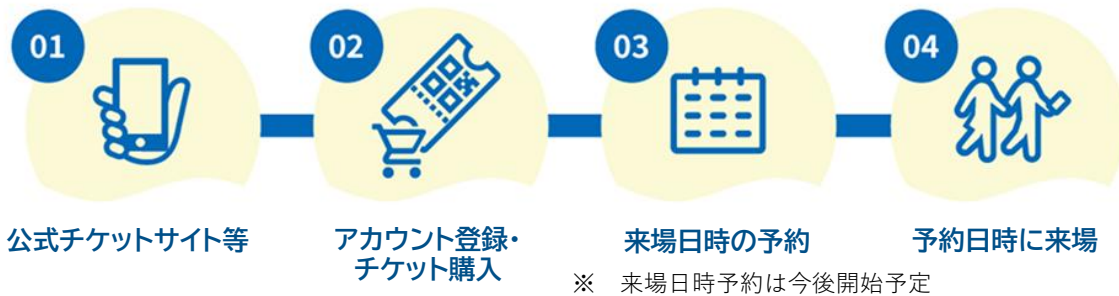 01
02
03
04
公式チケットサイト等
アカウント登録・
チケット購入
来場日時の予約
予約日時に来場
※ 来場日時予約は今後開始予定